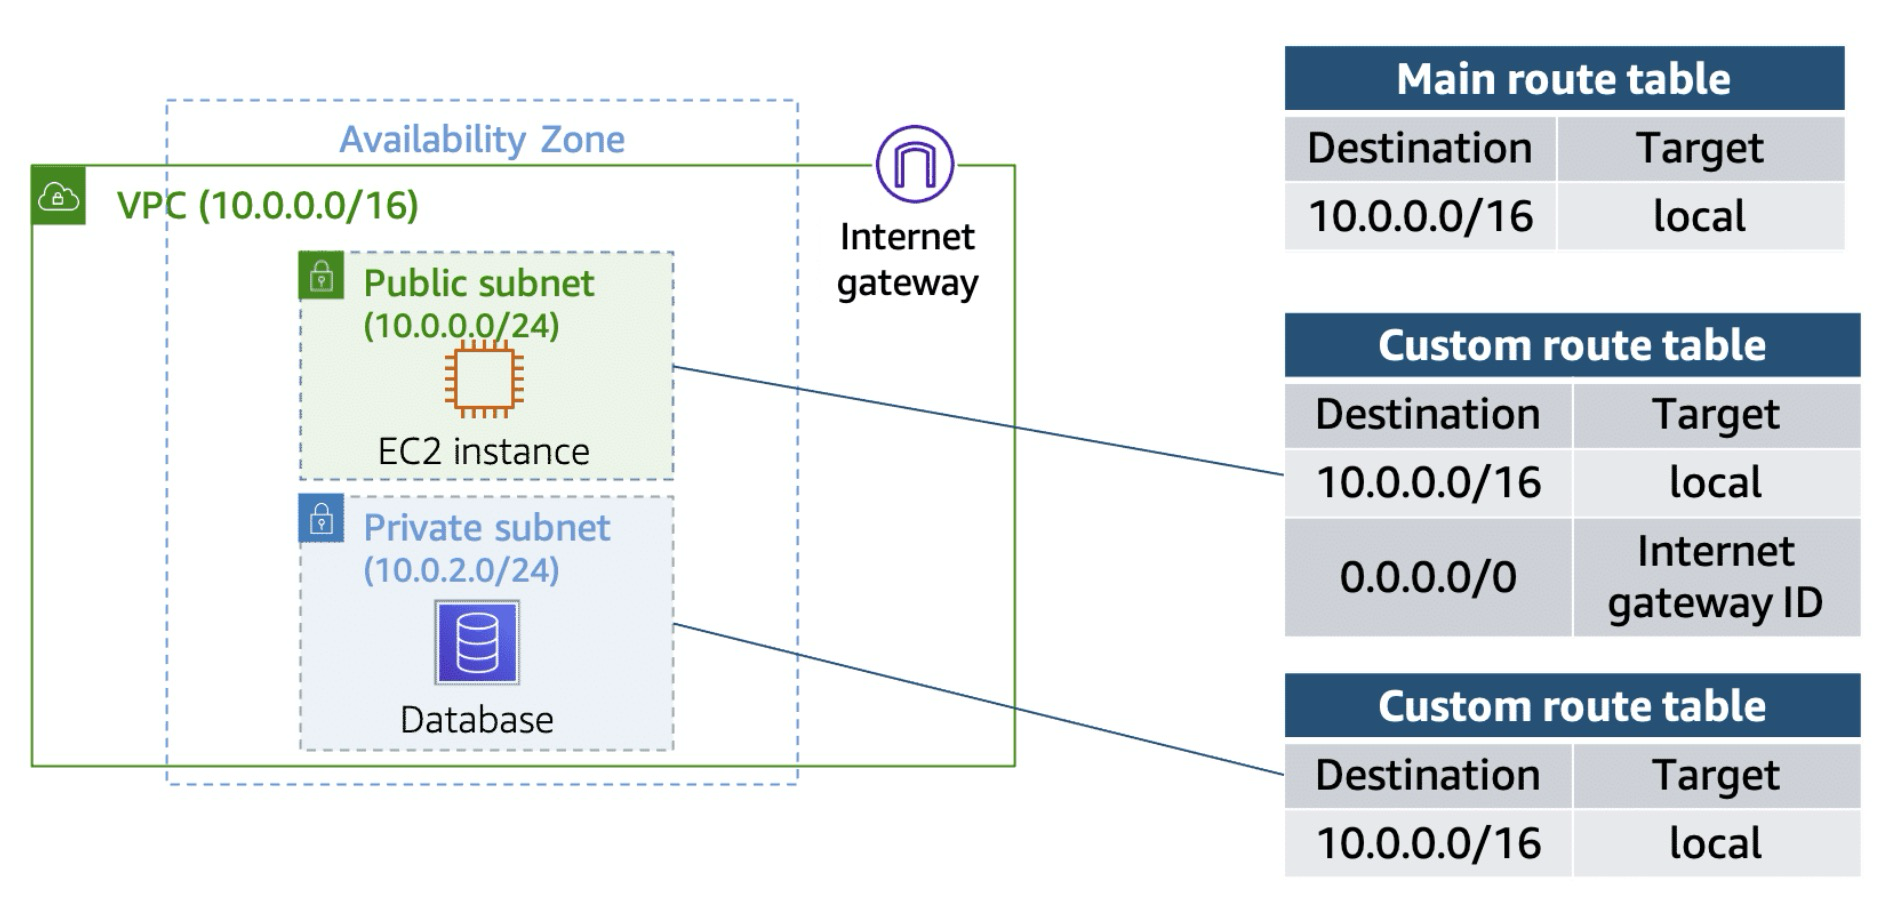 Availability Zone
VPC (10.0.0.0/16)
Internet
gateway
Public subnet
(10.0.0.0/24)
EC2 instance
Private subnet
(10.0.2.0/24)
Database
Main route table
Destination Target
10.0.0.0/16 local
Custom route table
Destination Target
10.0.0.0/16 local
0.0.0.0/0 Internet
gateway ID
Custom route table
Destination Target
10.0.0.0/16 local